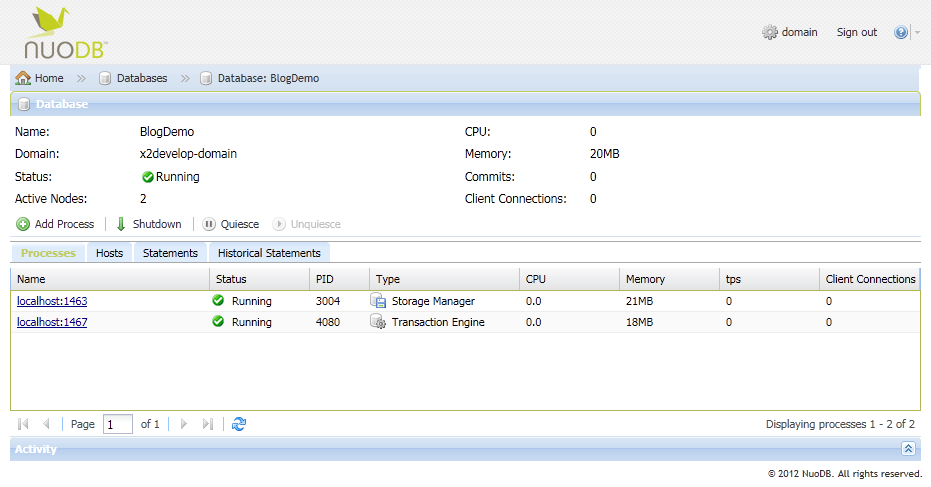 NUODB™
domain Sign out
Home Databases Database: BlogDemo
Database
Name: BlogDemo CPU: 0
Domain: x2develop-domain Memory: 20MB
Status: Running Commits: 0
Active Nodes: 2 Client Connections: 0
Add Process Shutdown Quiesce Unquiesce
Processes Hosts Statements Historical Statements
Name Status PID Type CPU Memory tps Client Connections
localhost:1463 Running 3004 Storage Manager 0.0 21MB 0 0
localhost:1467 Running 4080 Transaction Engine 0.0 18MB 0 0
Page 1 of 1 Displaying processes 1 - 2 of 2
Activity
© 2012 NuoDB. All rights reserved.